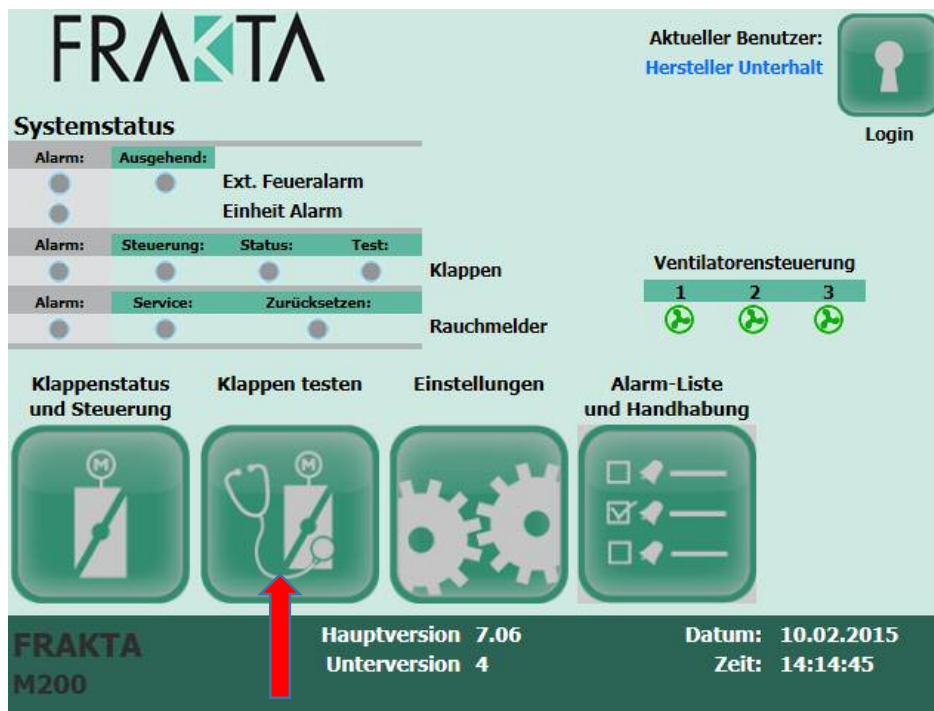 FRAKTA
Aktueller Benutzer:
Hersteller Unterhalt
Login
Systemstatus
Alarm: Ausgehend:
Ext. Feueralarm
Einheit Alarm
Alarm: Steuerung: Status: Test:
Klappen
Alarm: Service: Zurücksetzen:
Rauchmelder
Ventilatorensteuerung
1 2 3
Klappenstatus
und Steuerung
Klappen testen
Einstellungen
Alarm-Liste
und Handhabung
M
M
FRAKTA
M200
Hauptversion 7.06
Unterversion 4
Datum: 10.02.2015
Zeit: 14:14:45